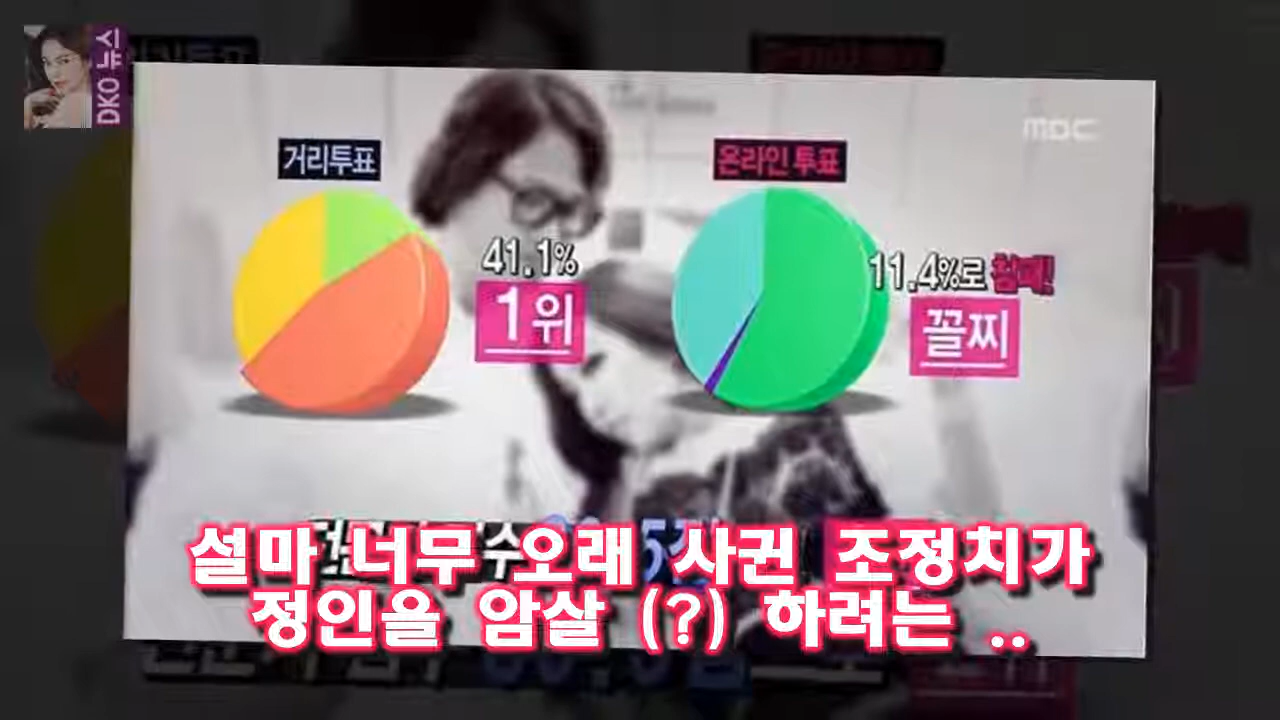 DKO 뉴스
mBC
거리투표
온라인 투표
41.1%
1위
11.4%로 참패!
꼴찌
설마 너무 오래 사귄 조정치가
정인을 암살 (?) 하려는 ..